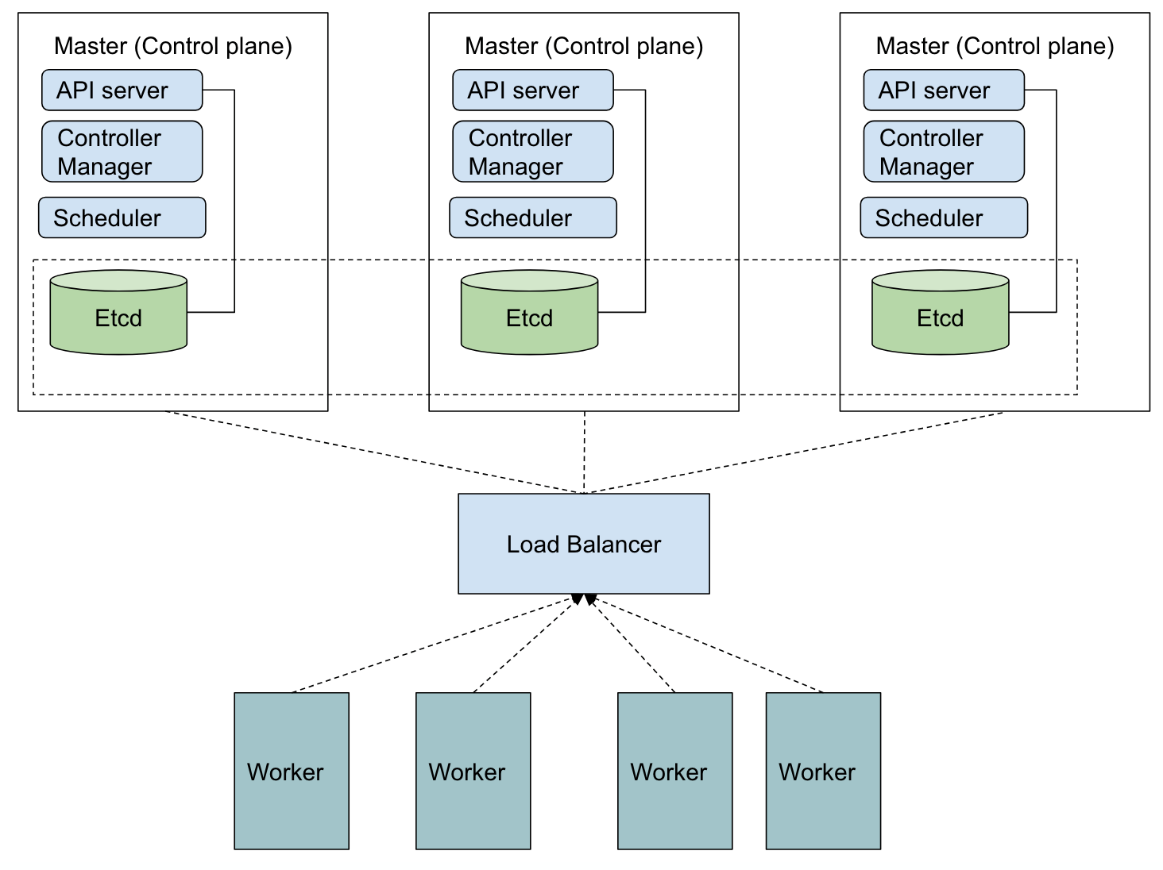 Master (Control plane)
API server
Controller
Manager
Scheduler
Etcd
Master (Control plane)
API server
Controller
Manager
Scheduler
Etcd
Master (Control plane)
API server
Controller
Manager
Scheduler
Etcd
Load Balancer
Worker
Worker
Worker
Worker